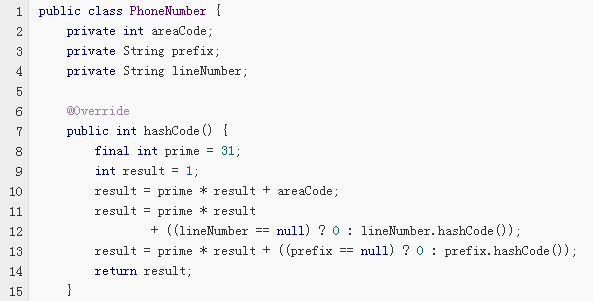 1 public class PhoneNumber {
2     private int areaCode;
3     private String prefix;
4     private String lineNumber;
5
6     @Override
7     public int hashCode() {
8         final int prime = 31;
9         int result = 1;
10         result = prime * result + areaCode;
11         result = prime * result
12                 + ((lineNumber == null) ? 0 : lineNumber.hashCode());
13         result = prime * result + ((prefix == null) ? 0 : prefix.hashCode());
14         return result;
15     }